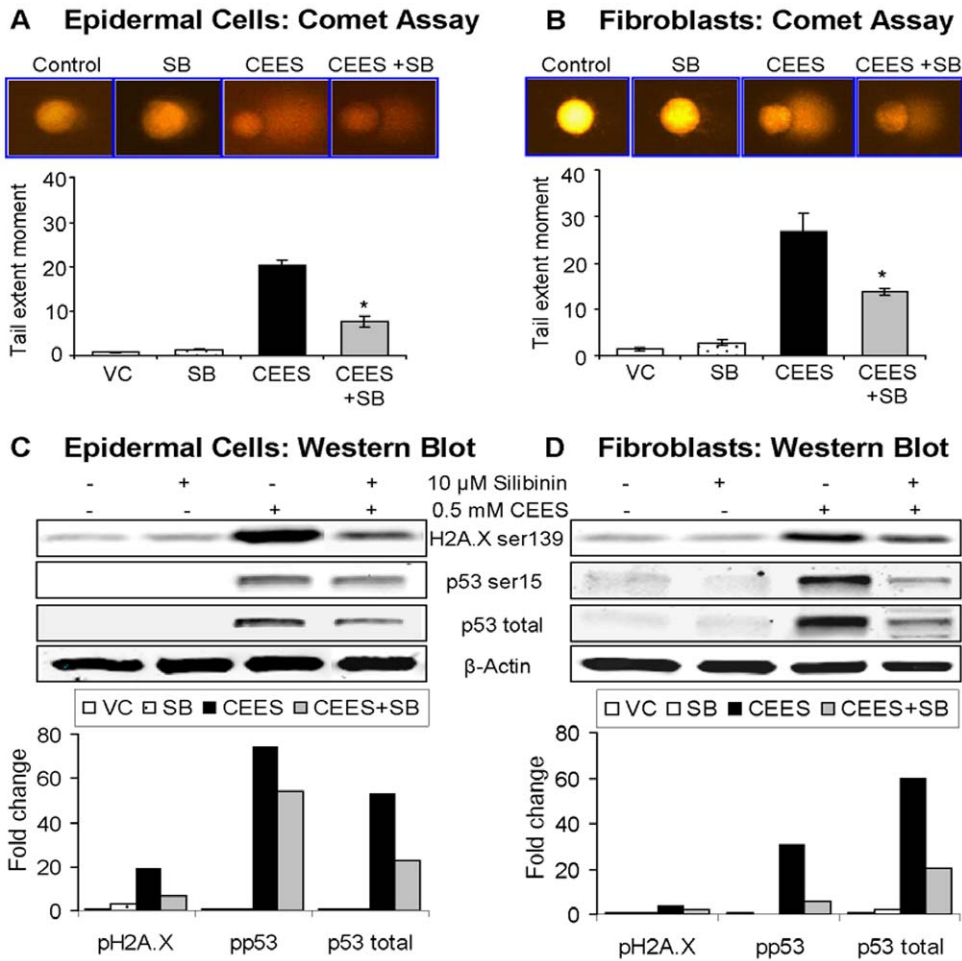 A Epidermal Cells: Comet Assay
Control SB CEES CEES +SB
40
30
20
10
0
Tail extent moment
*
VC SB CEES CEES +SB
B Fibroblasts: Comet Assay
Control SB CEES CEES +SB
40
30
20
10
0
Tail extent moment
*
VC SB CEES CEES +SB
C Epidermal Cells: Western Blot
D Fibroblasts: Western Blot
- + - + 10 µM Silibinin - + - +
- - + + 0.5 mM CEES - - + +
H2A.X ser139
p53 ser15
p53 total
β-Actin
VC SB CEES CEES+SB
80
60
40
20
0
Fold change
pH2A.X pp53 p53 total
VC SB CEES CEES+SB
80
60
40
20
0
Fold change
pH2A.X pp53 p53 total